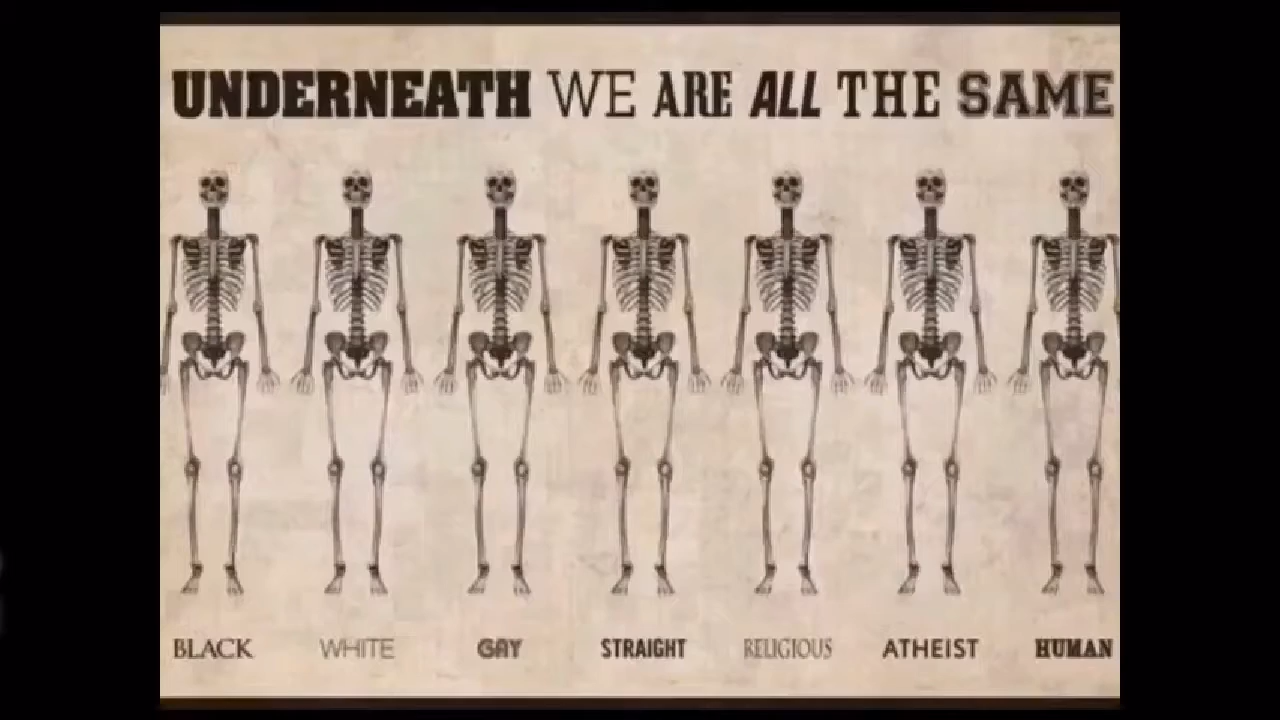 UNDERNEATH WE ARE ALL THE SAME
BLACK WHITE GAY STRAIGHT RELIGIOUS ATHEIST HUMAN